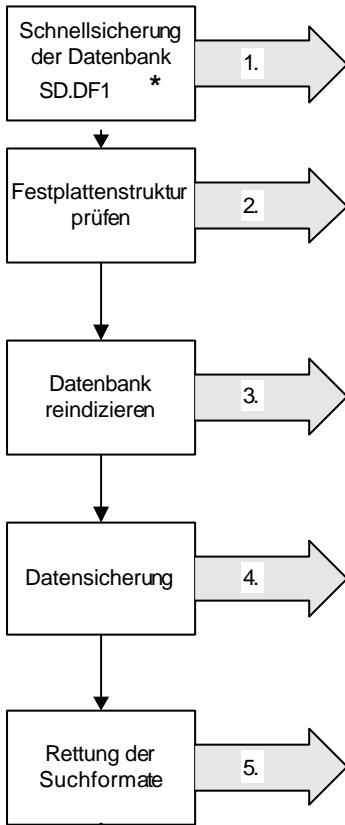 Schnellsicherung
der Datenbank
SD.DF1 *
1.
Festplattenstruktur
prüfen
2.
Datenbank
reindizieren
3.
Datensicherung
4.
Rettung der
Suchformate
5.